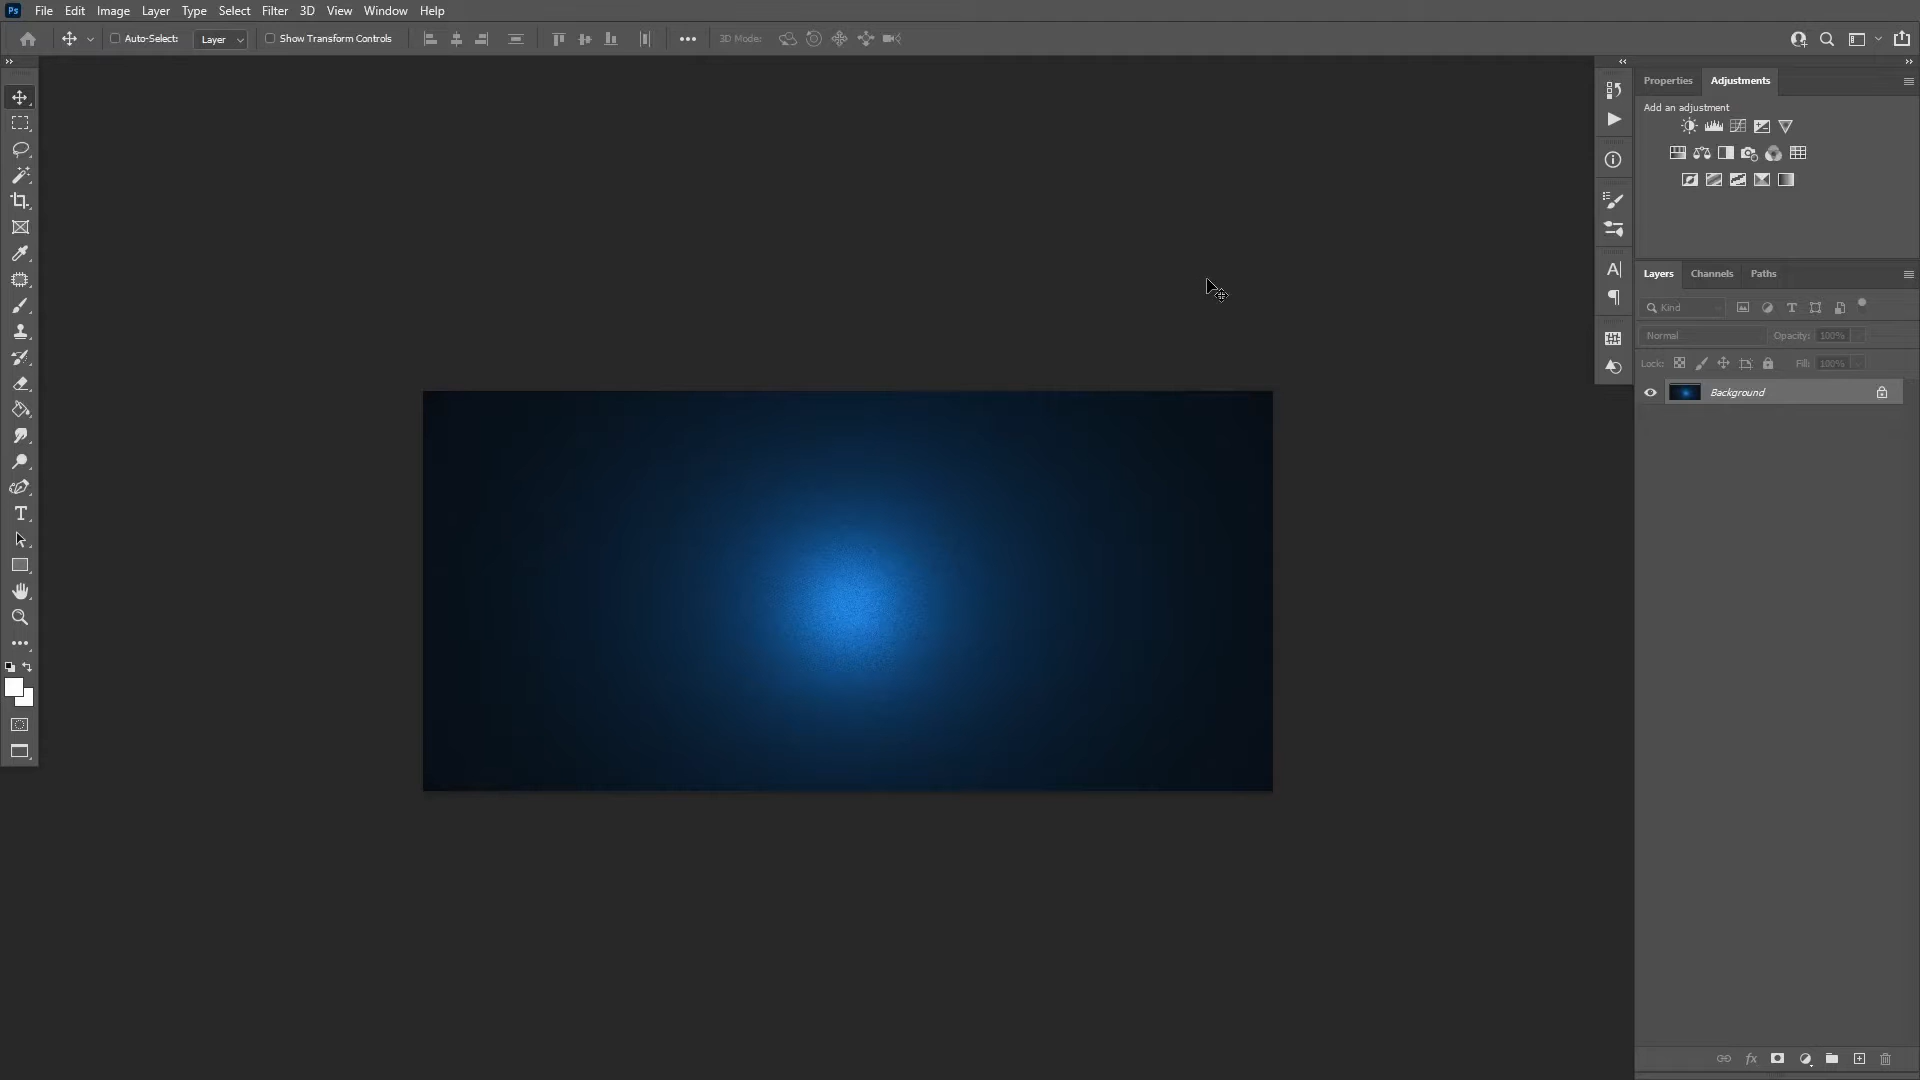 Ps File Edit Image Layer Type Select Filter 3D View Window Help
Auto-Select: Layer Show Transform Controls 3D Mode:
Properties Adjustments
Add an adjustment
Layers Channels Paths
Kind
Normal Opacity: 100%
Lock: Fill: 100%
Background
fx